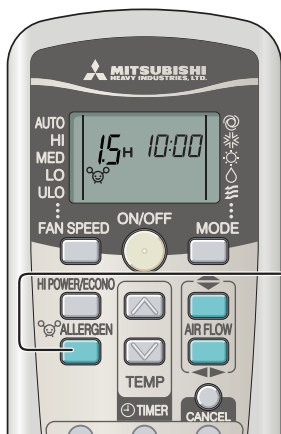 MITSUBISHI
HEAVY INDUSTRIES, LTD.
AUTO
HI
MED
LO
ULO
1.5H 10:00
FAN SPEED
ON/OFF
MODE
HI POWER/ECONO
ALLERGEN
AIR FLOW
TEMP
TIMER
CANCEL